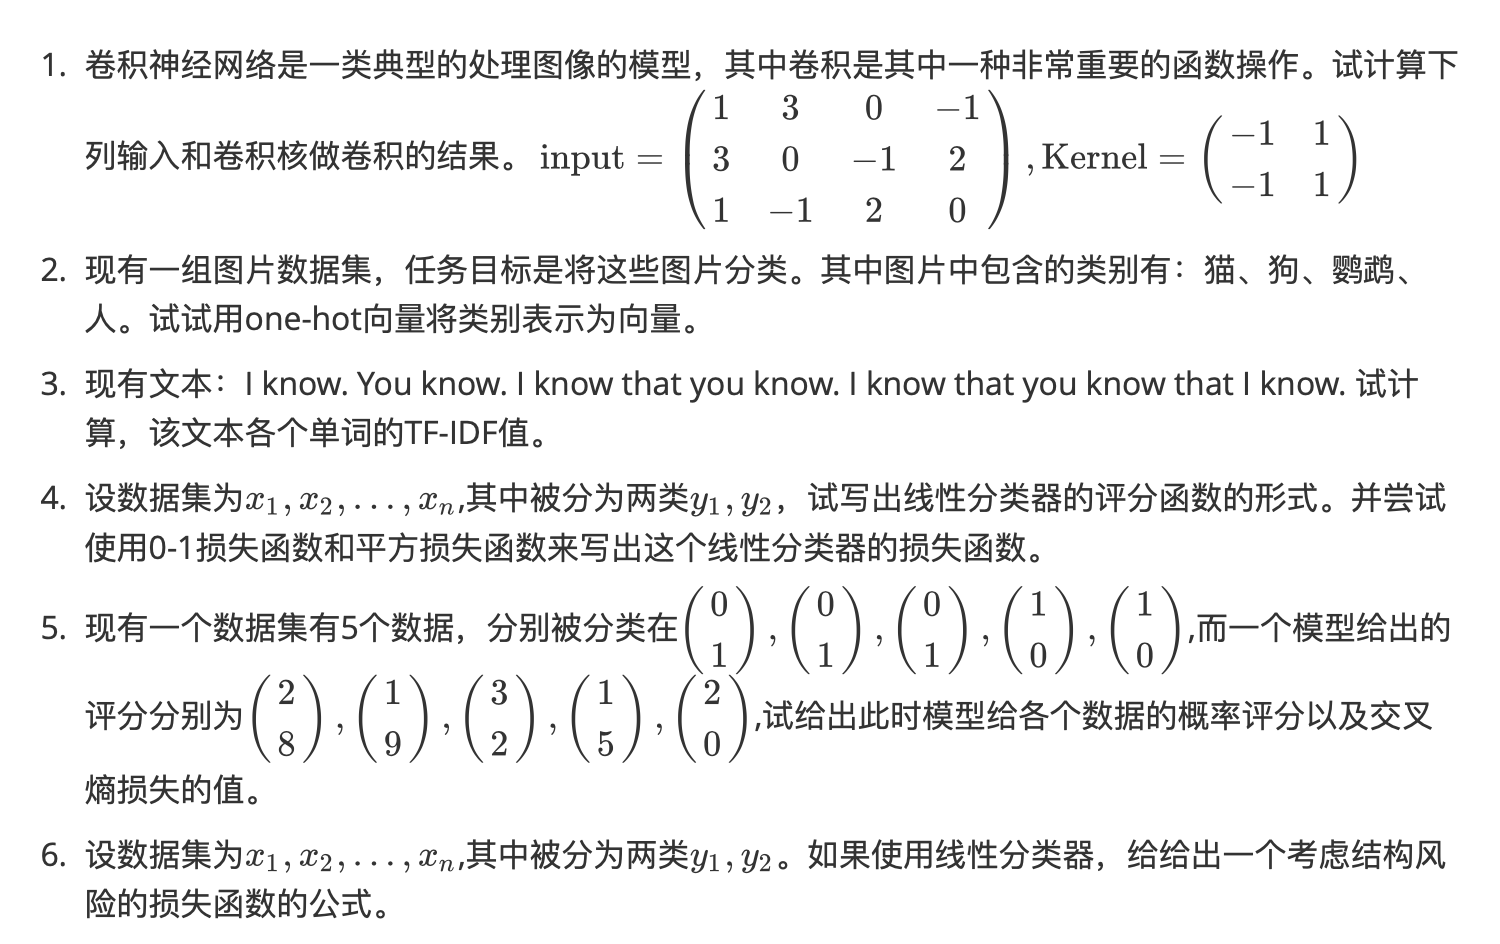 1. 卷积神经网络是一类典型的处理图像的模型，其中卷积是其中一种非常重要的函数操作。试计算下
列输入和卷积核做卷积的结果。 input = \begin{pmatrix} 1 & 3 & 0 & -1 \\ 3 & 0 & -1 & 2 \\ 1 & -1 & 2 & 0 \end{pmatrix}, Kernel = \begin{pmatrix} -1 & 1 \\ -1 & 1 \end{pmatrix}
2. 现有一组图片数据集，任务目标是将这些图片分类。其中图片中包含的类别有：猫、狗、鹦鹉、
人。试试用one-hot向量将类别表示为向量。
3. 现有文本：I know. You know. I know that you know. I know that you know that I know. 试计
算，该文本各个单词的TF-IDF值。
4. 设数据集为x_1, x_2, . . . , x_n,其中被分为两类y_1, y_2，试写出线性分类器的评分函数的形式。并尝试
使用0-1损失函数和平方损失函数来写出这个线性分类器的损失函数。
5. 现有一个数据集有5个数据，分别被分类在\begin{pmatrix} 0 \\ 1 \end{pmatrix}, \begin{pmatrix} 0 \\ 1 \end{pmatrix}, \begin{pmatrix} 0 \\ 1 \end{pmatrix}, \begin{pmatrix} 1 \\ 0 \end{pmatrix}, \begin{pmatrix} 1 \\ 0 \end{pmatrix},而一个模型给出的
评分分别为\begin{pmatrix} 2 \\ 8 \end{pmatrix}, \begin{pmatrix} 1 \\ 9 \end{pmatrix}, \begin{pmatrix} 3 \\ 2 \end{pmatrix}, \begin{pmatrix} 1 \\ 5 \end{pmatrix}, \begin{pmatrix} 2 \\ 0 \end{pmatrix},试给出此时模型给各个数据的概率评分以及交叉
熵损失的值。
6. 设数据集为x_1, x_2, . . . , x_n,其中被分为两类y_1, y_2。如果使用线性分类器，给给出一个考虑结构风
险的损失函数的公式。